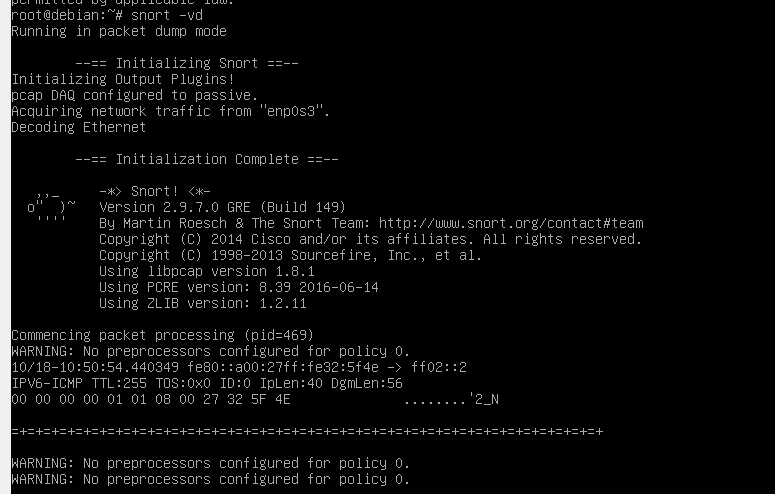 permitted by applicable law.
root@debian:~# snort -vd
Running in packet dump mode
--== Initializing Snort ==--
Initializing Output Plugins!
pcap DAQ configured to passive.
Acquiring network traffic from "enp0s3".
Decoding Ethernet
--== Initialization Complete ==--
,,_ -*> Snort! <*-
o" )~ Version 2.9.7.0 GRE (Build 149)
'''' By Martin Roesch & The Snort Team: http://www.snort.org/contact#team
Copyright (C) 2014 Cisco and/or its affiliates. All rights reserved.
Copyright (C) 1998-2013 Sourcefire, Inc., et al.
Using libpcap version 1.8.1
Using PCRE version: 8.39 2016-06-14
Using ZLIB version: 1.2.11
Commencing packet processing (pid=469)
WARNING: No preprocessors configured for policy 0.
10/18-10:50:54.440349 fe80::a00:27ff:fe32:5f4e -> ff02::2
IPV6-ICMP TTL:255 TOS:0x0 ID:0 IpLen:40 DgmLen:56
00 00 00 00 01 01 08 00 27 32 5F 4E ........'2_N
=+=+=+=+=+=+=+=+=+=+=+=+=+=+=+=+=+=+=+=+=+=+=+=+=+=+=+=+=+=+=+=+=+=+=+=+=+
WARNING: No preprocessors configured for policy 0.
WARNING: No preprocessors configured for policy 0.